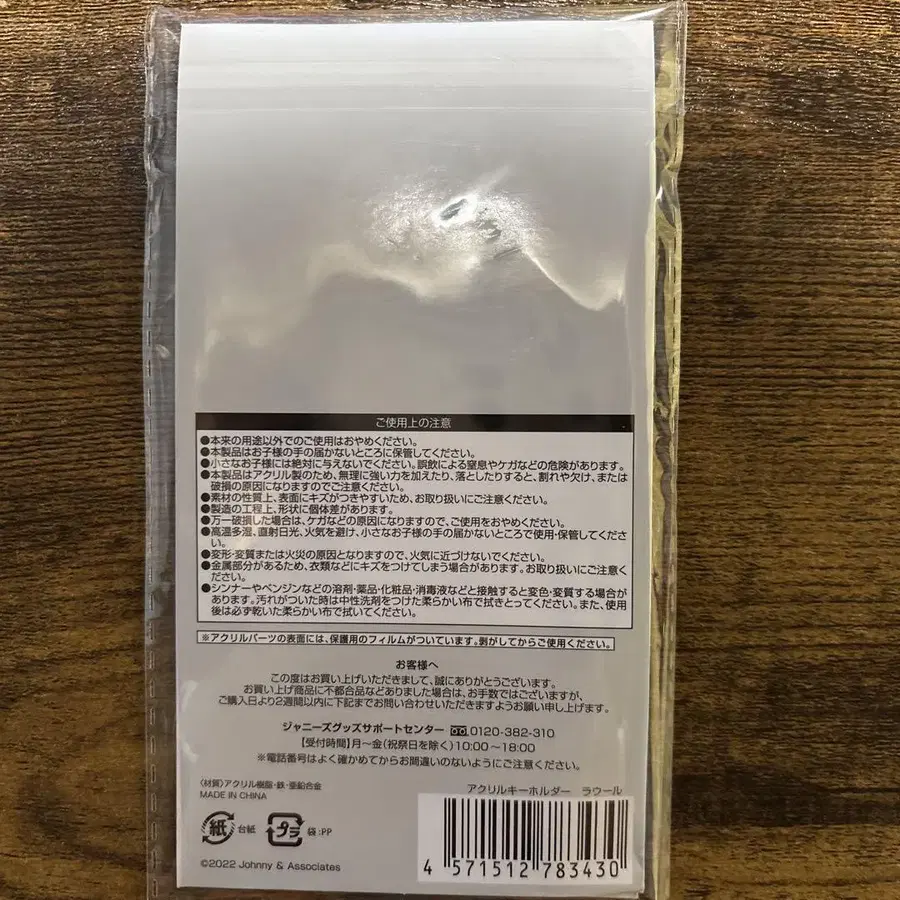 ご使用上の注意
●本来の用途以外でのご使用はおやめください。
●本製品はお子様の手の届かないところに保管してください。
●小さなお子様には絶対に与えないでください。誤飲による窒息やケガなどの危険があります。
●本製品はアクリル製のため、無理に強い力を加えたり、落としたりすると、割れや欠け、または
破損の原因になりますのでご注意ください。
●素材の性質上、表面にキズがつきやすいため、お取り扱いにご注意ください。
●製造の工程上、形状に個体差があります。
●万一破損した場合は、ケガなどの原因になりますので、ご使用をおやめください。
●高温多湿、直射日光、火気を避け、小さなお子様の手の届かないところで使用・保管してくださ
い。
●変形・変質または火災の原因となりますので、火気に近づけないでください。
●金属部分があるため、衣類などにキズをつけてしまう場合があります。お取り扱いにご注意く
ださい。
●シンナーやベンジンなどの溶剤・薬品・化粧品・消毒液などと接触すると変色・変質する場合が
あります。汚れがついた時は中性洗剤をつけた柔らかい布で拭きとってください。また、使用
後は必ず乾いた柔らかい布で拭いてください。
※アクリルパーツの表面には、保護用のフィルムがついています。剥がしてからご使用ください。
お客様へ
この度はお買い上げいただきまして、誠にありがとうございます。
お買い上げ商品に不都合品などありました場合は、お手数ではございますが、
ご購入日より2週間以内に下記までお問い合わせいただきますようお願い申し上げます。
ジャニーズグッズサポートセンター 0120-382-310
【受付時間】月〜金(祝祭日を除く)10:00〜18:00
※電話番号はよく確かめてからお間違いのないようにご注意ください。
〈材質〉アクリル樹脂・鉄・亜鉛合金
MADE IN CHINA
アクリルキーホルダー ラウール
紙 台紙 プラ 袋:PP
©2022 Johnny & Associates
4 571512 783430